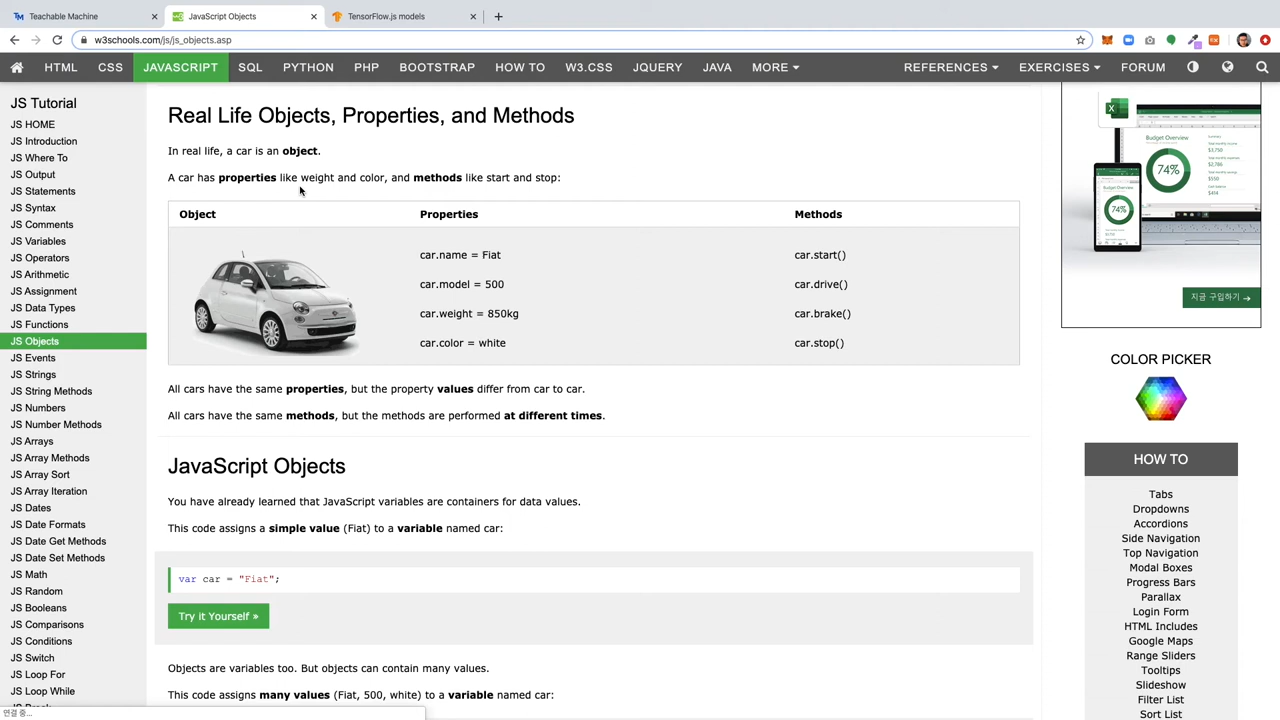 Teachable Machine
JavaScript Objects
TensorFlow.js models
w3schools.com/js/js_objects.asp
HTML CSS JAVASCRIPT SQL PYTHON PHP BOOTSTRAP HOW TO W3.CSS JQUERY JAVA MORE REFERENCES EXERCISES FORUM
JS Tutorial
JS HOME
JS Introduction
JS Where To
JS Output
JS Statements
JS Syntax
JS Comments
JS Variables
JS Operators
JS Arithmetic
JS Assignment
JS Data Types
JS Functions
JS Objects
JS Events
JS Strings
JS String Methods
JS Numbers
JS Number Methods
JS Arrays
JS Array Methods
JS Array Sort
JS Array Iteration
JS Dates
JS Date Formats
JS Date Get Methods
JS Date Set Methods
JS Math
JS Random
JS Booleans
JS Comparisons
JS Conditions
JS Switch
JS Loop For
JS Loop While
연결 중...
Real Life Objects, Properties, and Methods
In real life, a car is an object.
A car has properties like weight and color, and methods like start and stop:
Object Properties Methods
car.name = Fiat car.start()
car.model = 500 car.drive()
car.weight = 850kg car.brake()
car.color = white car.stop()
All cars have the same properties, but the property values differ from car to car.
All cars have the same methods, but the methods are performed at different times.
JavaScript Objects
You have already learned that JavaScript variables are containers for data values.
This code assigns a simple value (Fiat) to a variable named car:
var car = "Fiat";
Try it Yourself »
Objects are variables too. But objects can contain many values.
This code assigns many values (Fiat, 500, white) to a variable named car:
Budget Overview
74%
74%
지금 구입하기 →
COLOR PICKER
HOW TO
Tabs
Dropdowns
Accordions
Side Navigation
Top Navigation
Modal Boxes
Progress Bars
Parallax
Login Form
HTML Includes
Google Maps
Range Sliders
Tooltips
Slideshow
Filter List
Sort List